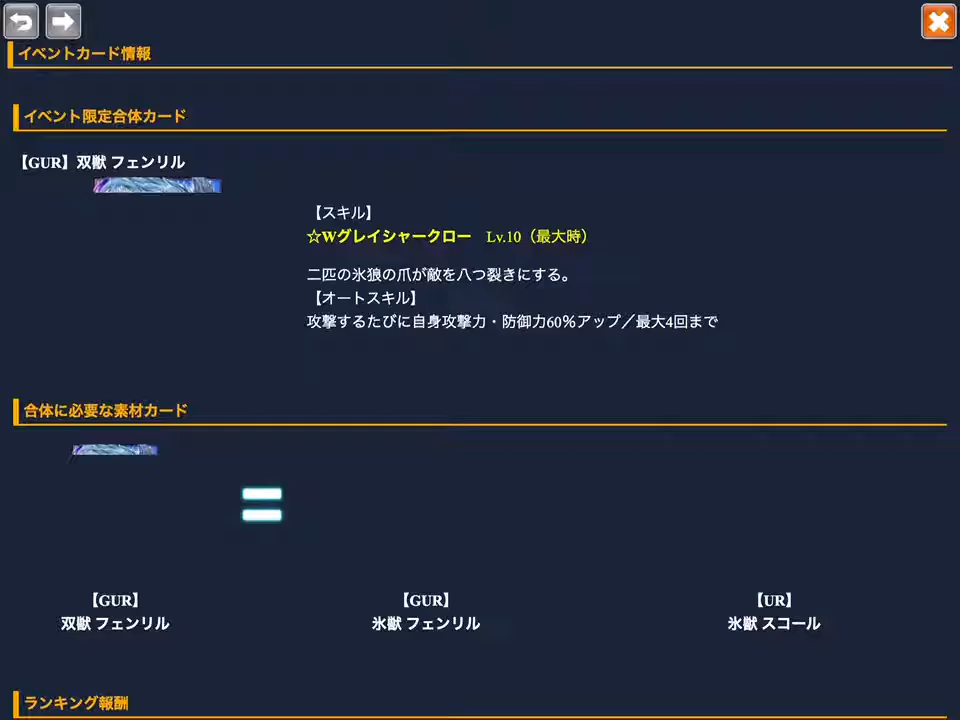 イベントカード情報
イベント限定合体カード
【GUR】双獣 フェンリル
【スキル】
☆Wグレイシャークロー Lv.10（最大時）
二匹の氷狼の爪が敵を八つ裂きにする。
【オートスキル】
攻撃するたびに自身攻撃力・防御力60%アップ／最大4回まで
合体に必要な素材カード
【GUR】 【GUR】 【UR】
双獣 フェンリル 氷獣 フェンリル 氷獣 スコール
ランキング報酬